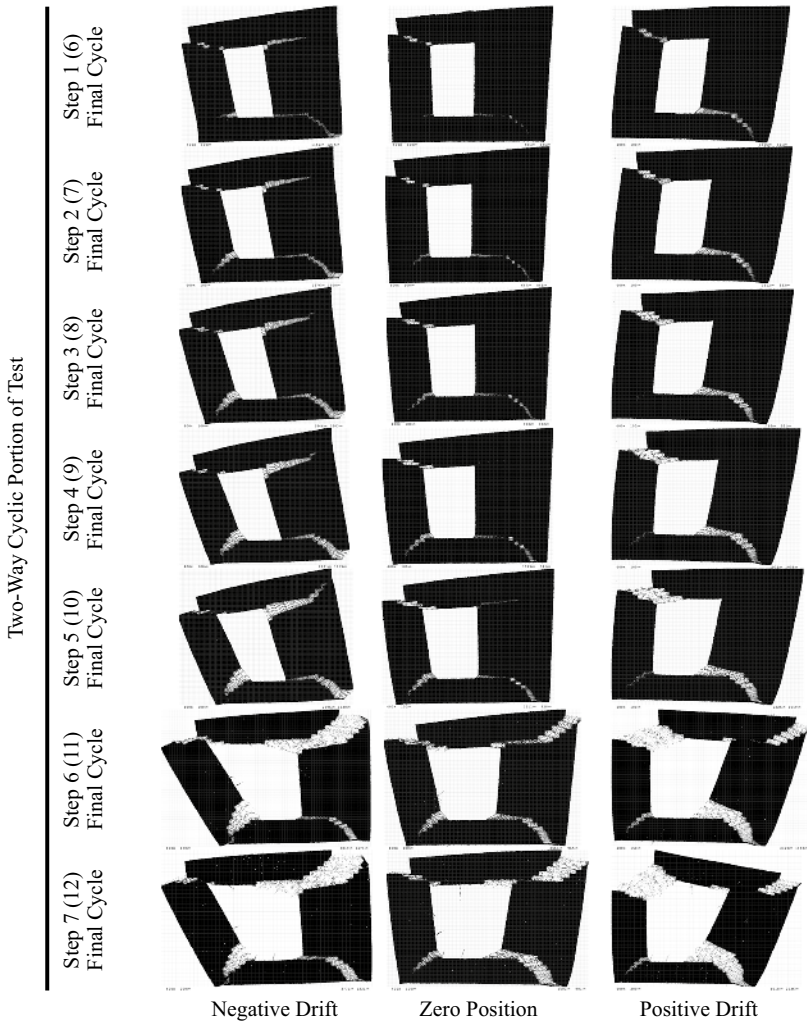 Two-Way Cyclic Portion of Test
Step 1 (6)
Final Cycle
Step 2 (7)
Final Cycle
Step 3 (8)
Final Cycle
Step 4 (9)
Final Cycle
Step 5 (10)
Final Cycle
Step 6 (11)
Final Cycle
Step 7 (12)
Final Cycle
Negative Drift
Zero Position
Positive Drift